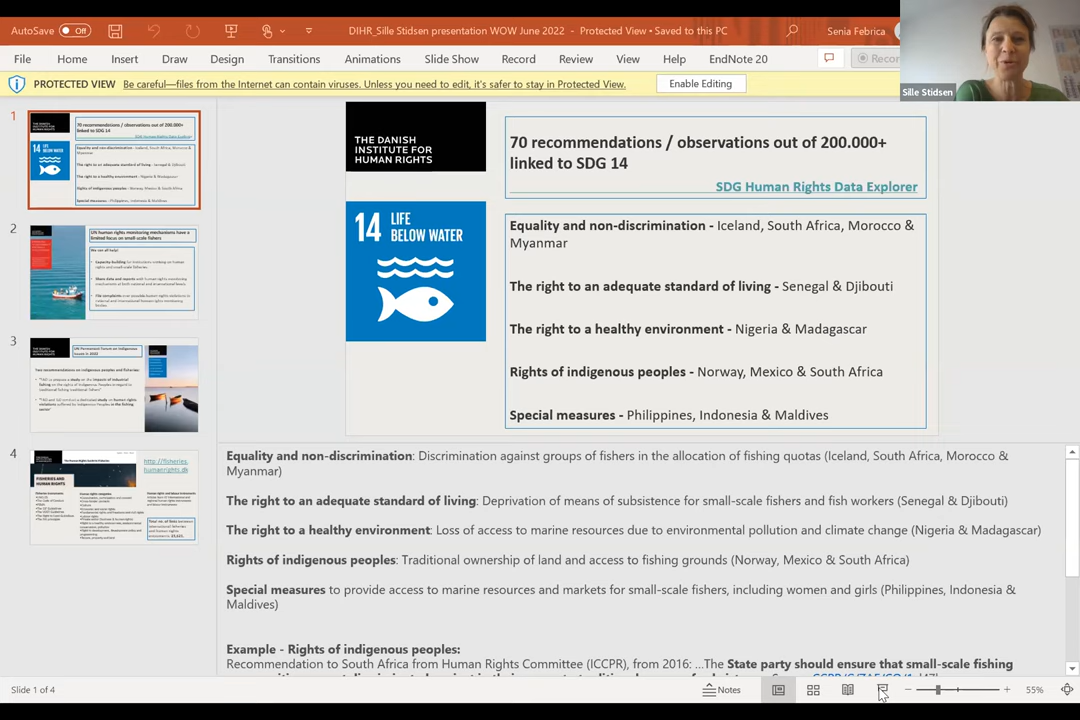 AutoSave Off
DIHR_Sille Stidsen presentation WOW June 2022 - Protected View • Saved to this PC
Senia Febrica
File Home Insert Draw Design Transitions Animations Slide Show Record Review View Help EndNote 20
PROTECTED VIEW Be careful—files from the Internet can contain viruses. Unless you need to edit, it's safer to stay in Protected View. Enable Editing
Sille Stidsen
1
2
3
4
THE DANISH
INSTITUTE FOR
HUMAN RIGHTS
70 recommendations / observations out of 200.000+
linked to SDG 14
SDG Human Rights Data Explorer
14 LIFE
BELOW WATER
Equality and non-discrimination - Iceland, South Africa, Morocco &
Myanmar
The right to an adequate standard of living - Senegal & Djibouti
The right to a healthy environment - Nigeria & Madagascar
Rights of indigenous peoples - Norway, Mexico & South Africa
Special measures - Philippines, Indonesia & Maldives
Equality and non-discrimination: Discrimination against groups of fishers in the allocation of fishing quotas (Iceland, South Africa, Morocco &
Myanmar)
The right to an adequate standard of living: Deprivation of means of subsistence for small-scale fishers and fish workers (Senegal & Djibouti)
The right to a healthy environment: Loss of access to marine resources due to environmental pollution and climate change (Nigeria & Madagascar)
Rights of indigenous peoples: Traditional ownership of land and access to fishing grounds (Norway, Mexico & South Africa)
Special measures to provide access to marine resources and markets for small-scale fishers, including women and girls (Philippines, Indonesia &
Maldives)
Example - Rights of indigenous peoples:
Recommendation to South Africa from Human Rights Committee (ICCPR), from 2016: ...The State party should ensure that small-scale fishing
Slide 1 of 4
Notes
55%